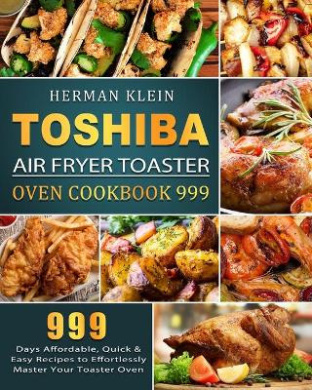 HERMAN KLEIN
TOSHIBA
AIR FRYER TOASTER
OVEN COOKBOOK 999
999
Days Affordable, Quick &
Easy Recipes to Effortlessly
Master Your Toaster Oven